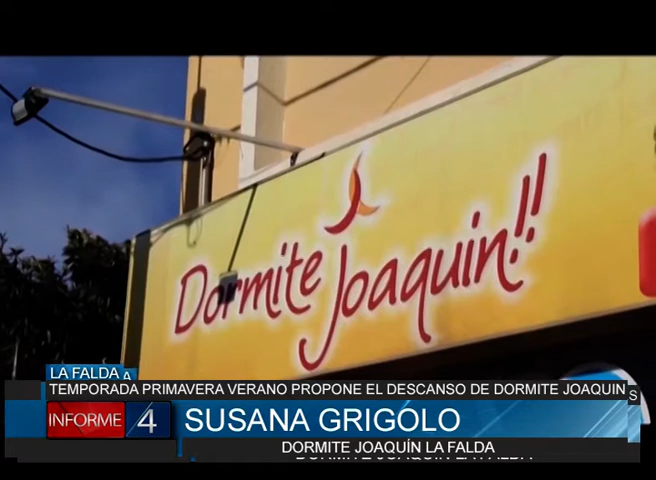 Dormite Joaquin!!
LA FALDA
A
TEMPORADA PRIMAVERA VERANO PROPONE EL DESCANSO DE DORMITE JOAQUIN
S
INFORME 4
SUSANA GRIGOLO
DORMITE JOAQUÍN LA FALDA